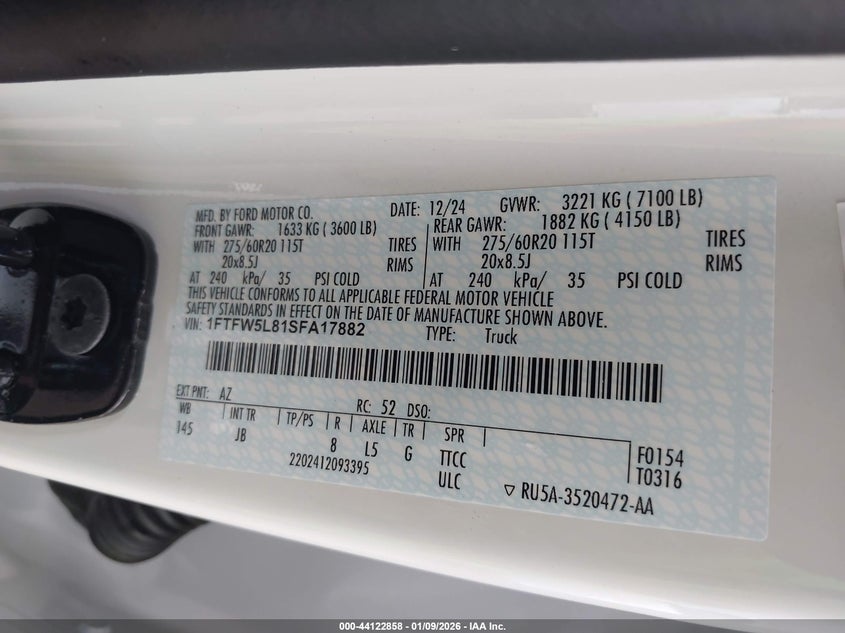 MFD. BY FORD MOTOR CO.
DATE: 12/24 GVWR: 3221 KG ( 7100 LB)
FRONT GAWR: 1633 KG ( 3600 LB) REAR GAWR: 1882 KG ( 4150 LB)
WITH 275/60R20 115T TIRES WITH 275/60R20 115T TIRES
20x8.5J RIMS 20x8.5J RIMS
AT 240 kPa/ 35 PSI COLD AT 240 kPa/ 35 PSI COLD
THIS VEHICLE CONFORMS TO ALL APPLICABLE FEDERAL MOTOR VEHICLE
SAFETY STANDARDS IN EFFECT ON THE DATE OF MANUFACTURE SHOWN ABOVE.
VIN: 1FTFW5L81SFA17882 TYPE: Truck
EXT PNT: AZ RC: 52 DSO:
WB INT TR TP/PS R AXLE TR SPR F0154
145 JB 8 L5 G TTCC T0316
2202412093395 ULC ▽ RU5A-3520472-AA
000-44122858 - 01/09/2026 - IAA Inc.